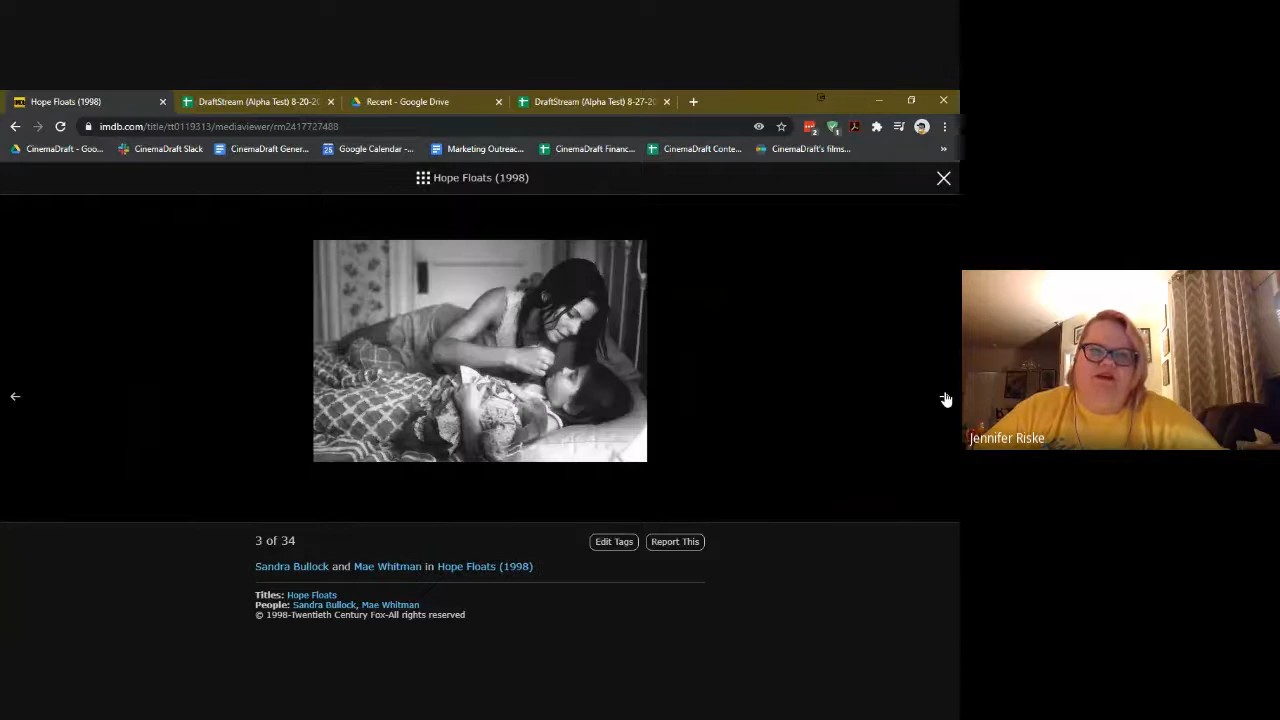 Hope Floats (1998)
DraftStream (Alpha Test) 8-20-20
Recent - Google Drive
DraftStream (Alpha Test) 8-27-20
imdb.com/title/tt0119313/mediaviewer/rm2417727488
CinemaDraft - Goo...
CinemaDraft Slack
CinemaDraft Gener...
Google Calendar -...
Marketing Outreac...
CinemaDraft Financ...
CinemaDraft Conte...
CinemaDraft's films...
Hope Floats (1998)
Jennifer Riske
3 of 34
Edit Tags
Report This
Sandra Bullock and Mae Whitman in Hope Floats (1998)
Titles: Hope Floats
People: Sandra Bullock, Mae Whitman
© 1998-Twentieth Century Fox-All rights reserved